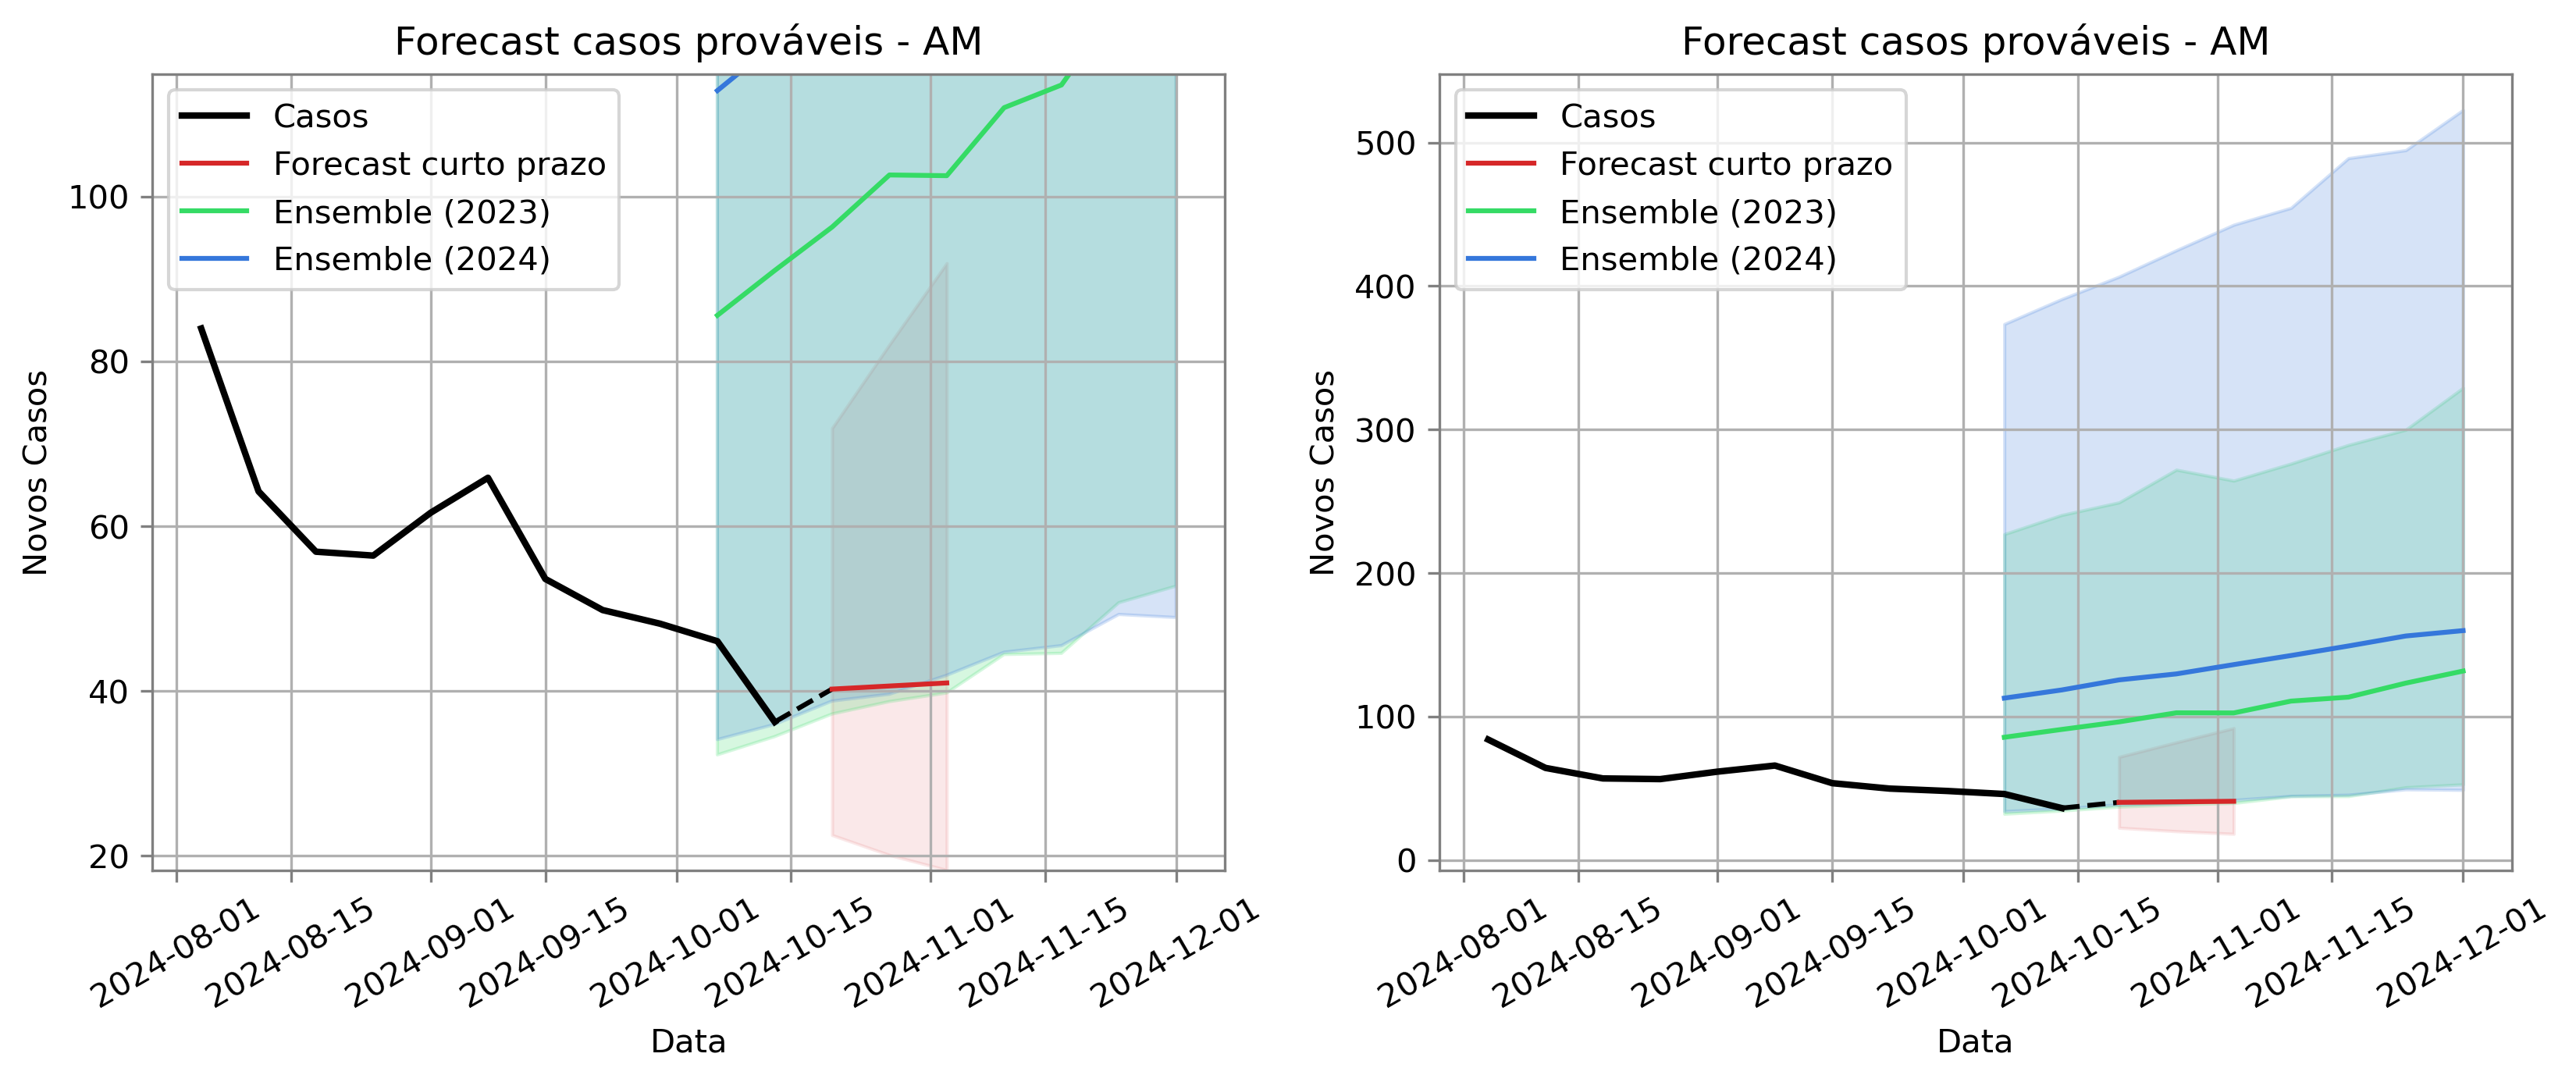 Forecast casos prováveis - AM
Casos
Forecast curto prazo
Ensemble (2023)
Ensemble (2024)
100
80
60
40
20
Novos Casos
2024-08-01
2024-08-15
2024-09-01
2024-09-15
2024-10-01
2024-10-15
2024-11-01
2024-11-15
2024-12-01
Data
Forecast casos prováveis - AM
Casos
Forecast curto prazo
Ensemble (2023)
Ensemble (2024)
500
400
300
200
100
0
Novos Casos
2024-08-01
2024-08-15
2024-09-01
2024-09-15
2024-10-01
2024-10-15
2024-11-01
2024-11-15
2024-12-01
Data